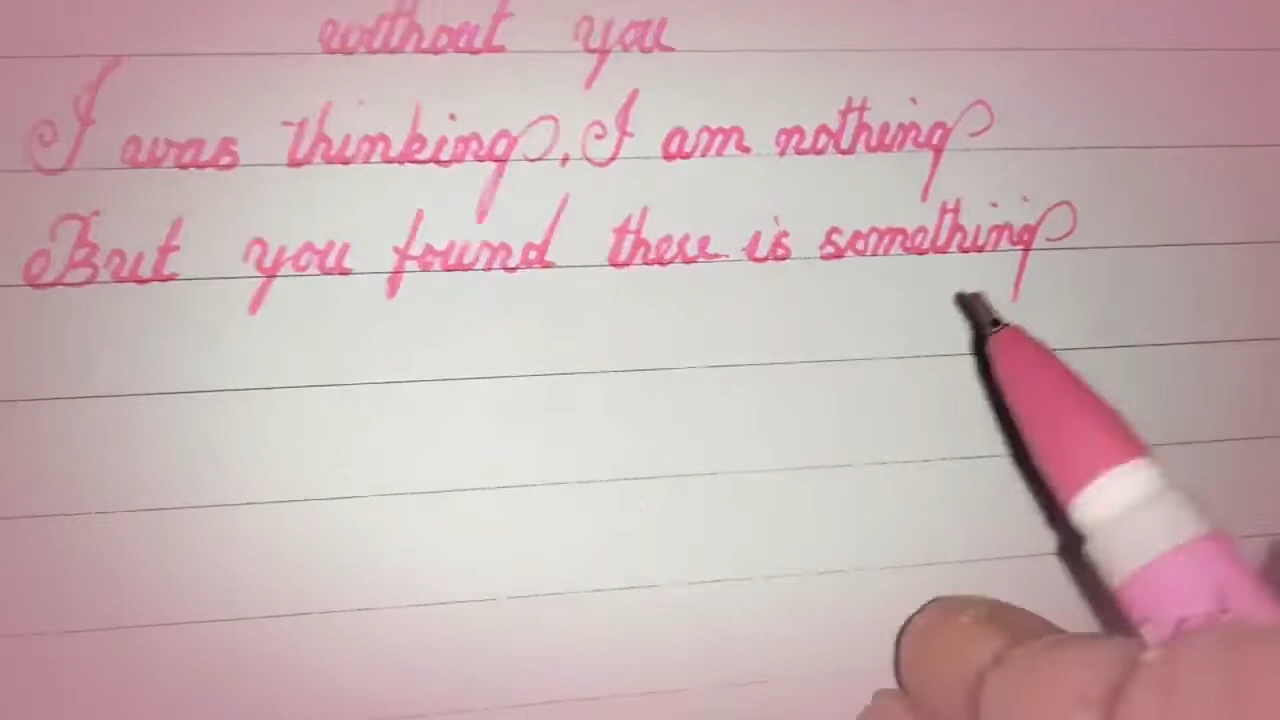 without you
I was thinking, I am nothing
But you found there is something